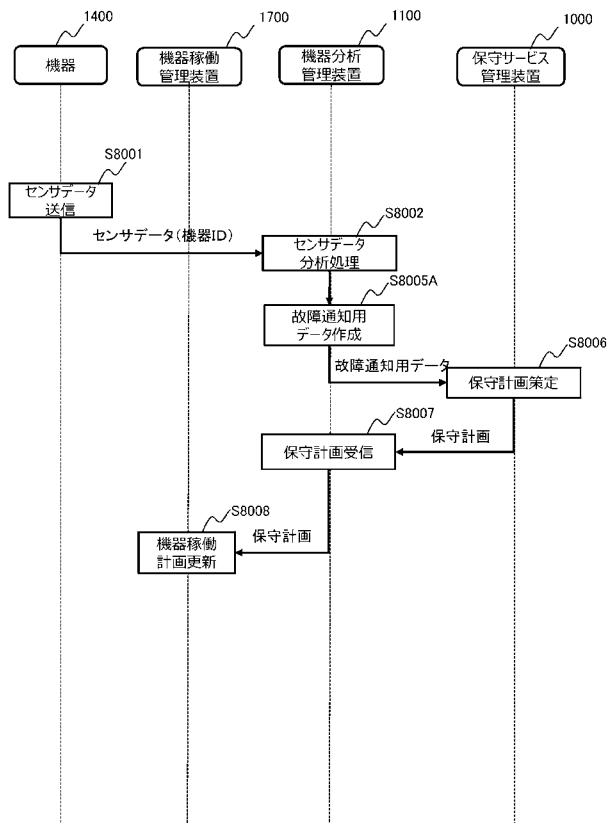 1400
1700
1100
1000
機器
機器稼働
管理装置
機器分析
管理装置
保守サービス
管理装置
S8001
センサデータ
送信
センサデータ(機器ID)
S8002
センサデータ
分析処理
S8005A
故障通知用
データ作成
故障通知用データ
S8006
保守計画策定
保守計画
S8007
保守計画受信
保守計画
S8008
機器稼働
計画更新